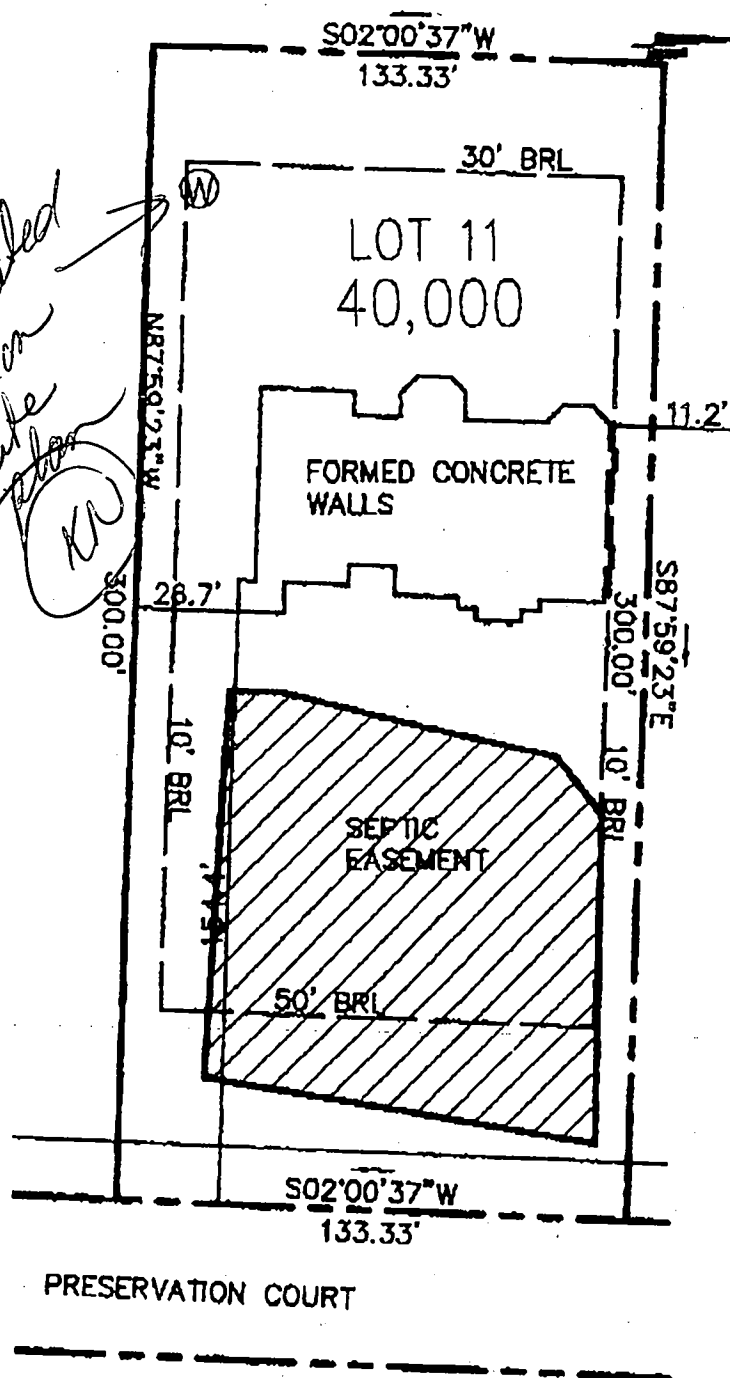 S02°00'37"W
133.33'
30' BRL
W
LOT 11
40,000
N87°59'23"W
11.2'
FORMED CONCRETE
WALLS
KN
300.00'
28.7'
S87°59'23"E
300.00'
10' BRL
10' BRL
SEPTIC
EASEMENT
50' BRL
S02°00'37"W
133.33'
PRESERVATION COURT